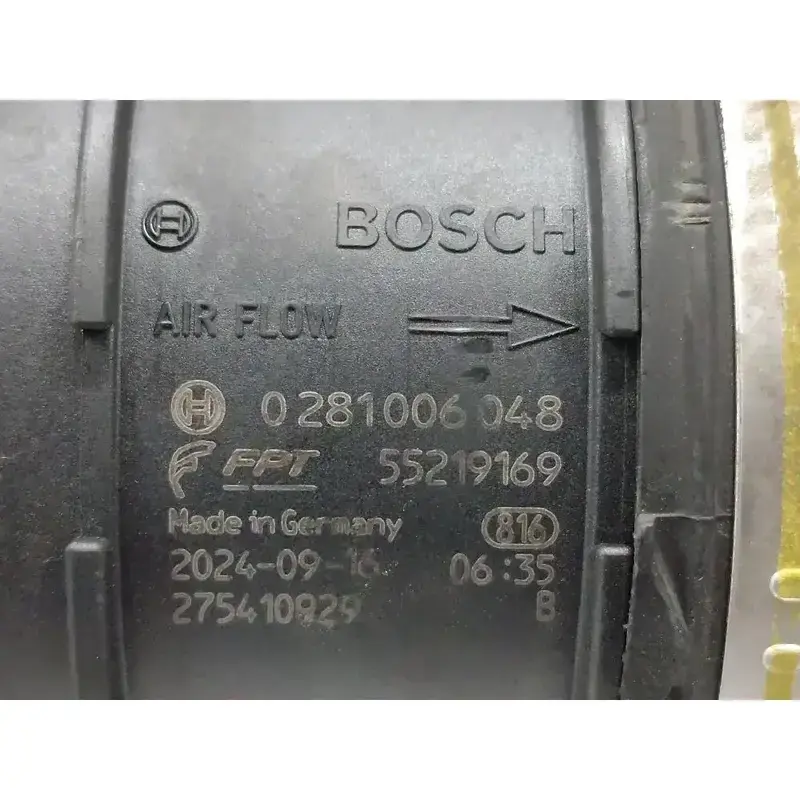 BOSCH
AIR FLOW
0 281 006 048
FPT 55219169
Made in Germany 816
2024-09-16 06:35
275410929 B